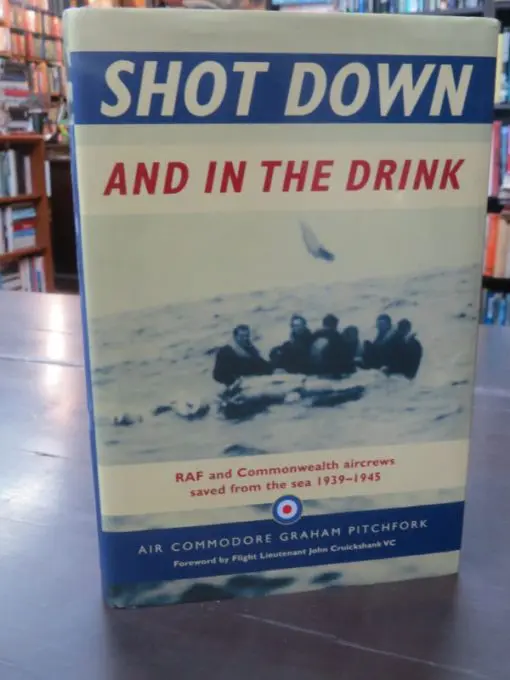 SHOT DOWN
AND IN THE DRINK
RAF and Commonwealth aircrews
saved from the sea 1939–1945
AIR COMMODORE GRAHAM PITCHFORK
Foreword by Flight Lieutenant John Cruickshank VC